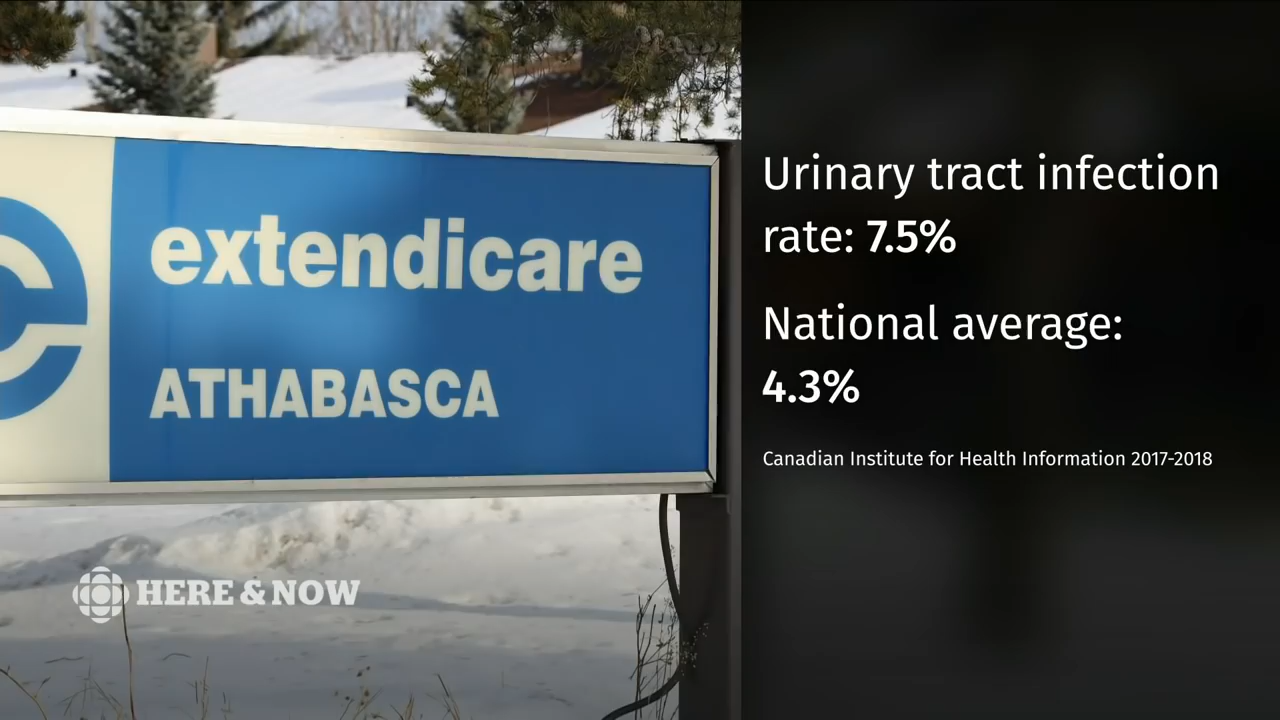 extendicare
ATHABASCA
HERE & NOW
Urinary tract infection
rate: 7.5%
National average:
4.3%
Canadian Institute for Health Information 2017-2018